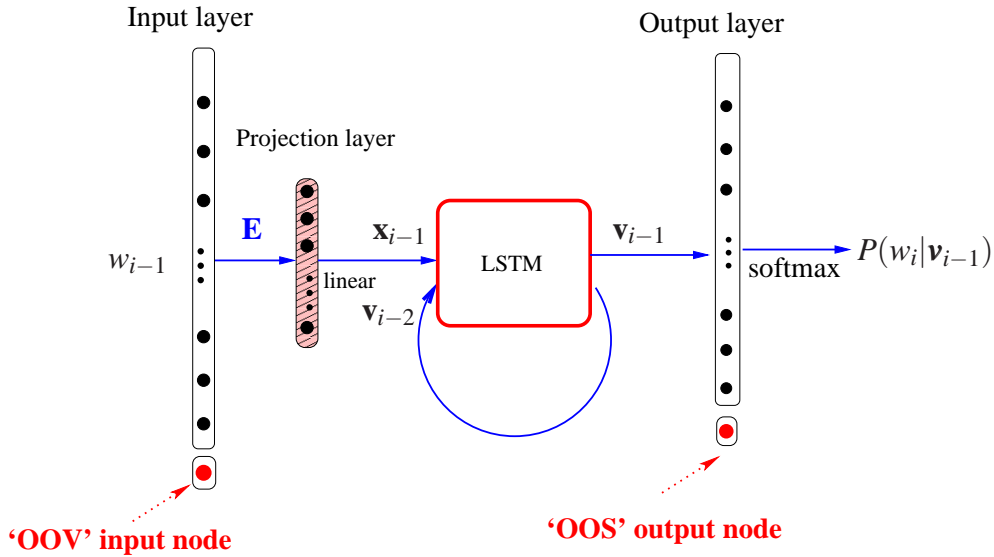 Input layer
Output layer
Projection layer
E
x_{i−1}
v_{i−1}
w_{i−1}
LSTM
P(w_i|v_{i−1})
softmax
linear
v_{i−2}
‘OOV’ input node
‘OOS’ output node